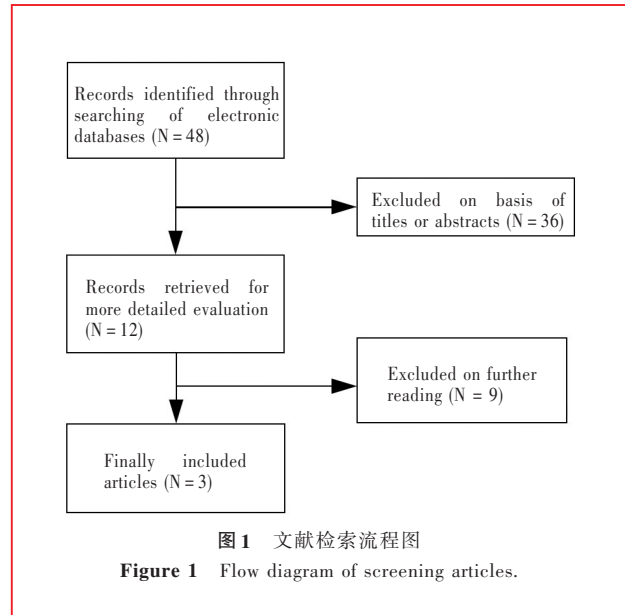 Records identified through
searching of electronic
databases (N = 48)
Excluded on basis of
titles or abstracts (N = 36)
Records retrieved for
more detailed evaluation
(N = 12)
Excluded on further
reading (N = 9)
Finally included
articles (N = 3)
图1 文献检索流程图
Figure 1 Flow diagram of screening articles.